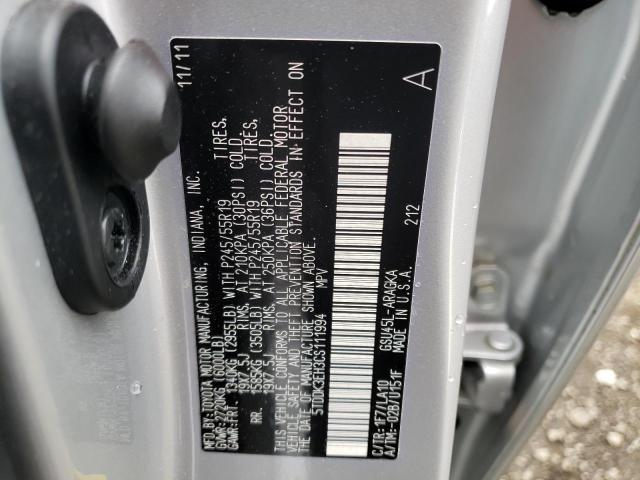 MFD.BY:TOYOTA MOTOR MANUFACTURING, INDIANA, INC. 11/11
GVWR:2720KG(6000LB)
GAWR:FRT. 1340KG (2955LB) WITH P245/55R19 TIRES,
19X7.5J RIMS, AT 210KPA (30PSI) COLD.
RR. 1585KG (3505LB) WITH P245/55R19 TIRES,
19X7.5J RIMS, AT 250KPA (36PSI) COLD
THIS VEHICLE CONFORMS TO ALL APPLICABLE FEDERAL MOTOR
VEHICLE SAFETY AND THEFT PREVENTION STANDARDS IN EFFECT ON
THE DATE OF MANUFACTURE SHOWN ABOVE.
5TDDK3EH3CS111994 MPV
A
212
C/TR:1F7/LA10 GSU45L-ARAGKA
A/TM:-02B/U151F MADE IN U.S.A.